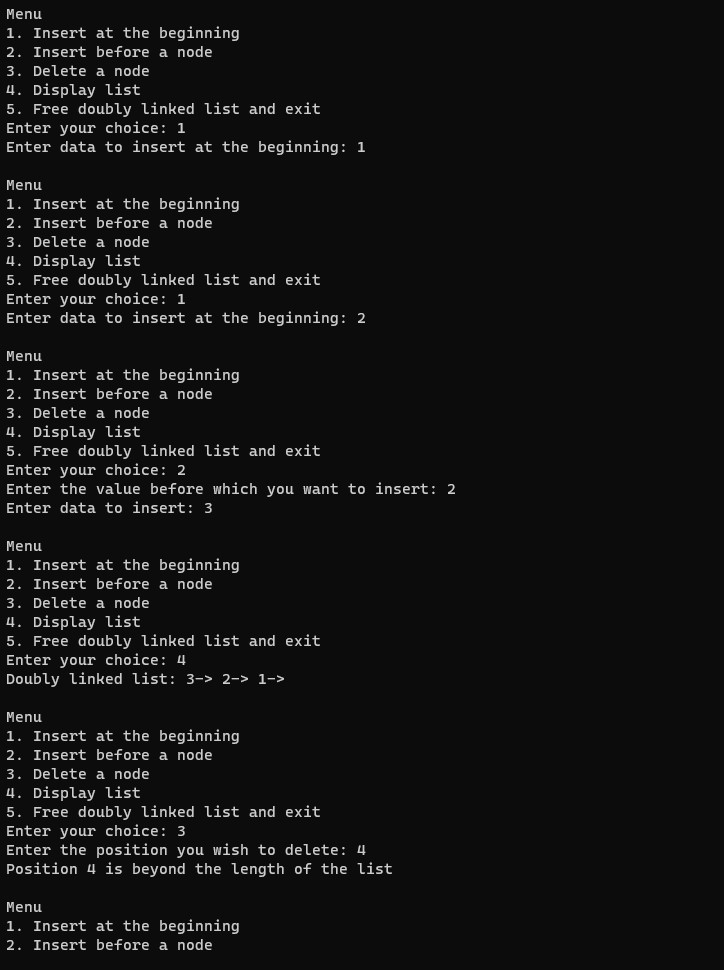 Menu
1. Insert at the beginning
2. Insert before a node
3. Delete a node
4. Display list
5. Free doubly linked list and exit
Enter your choice: 1
Enter data to insert at the beginning: 1
Menu
1. Insert at the beginning
2. Insert before a node
3. Delete a node
4. Display list
5. Free doubly linked list and exit
Enter your choice: 1
Enter data to insert at the beginning: 2
Menu
1. Insert at the beginning
2. Insert before a node
3. Delete a node
4. Display list
5. Free doubly linked list and exit
Enter your choice: 2
Enter the value before which you want to insert: 2
Enter data to insert: 3
Menu
1. Insert at the beginning
2. Insert before a node
3. Delete a node
4. Display list
5. Free doubly linked list and exit
Enter your choice: 4
Doubly linked list: 3-> 2-> 1->
Menu
1. Insert at the beginning
2. Insert before a node
3. Delete a node
4. Display list
5. Free doubly linked list and exit
Enter your choice: 3
Enter the position you wish to delete: 4
Position 4 is beyond the length of the list
Menu
1. Insert at the beginning
2. Insert before a node